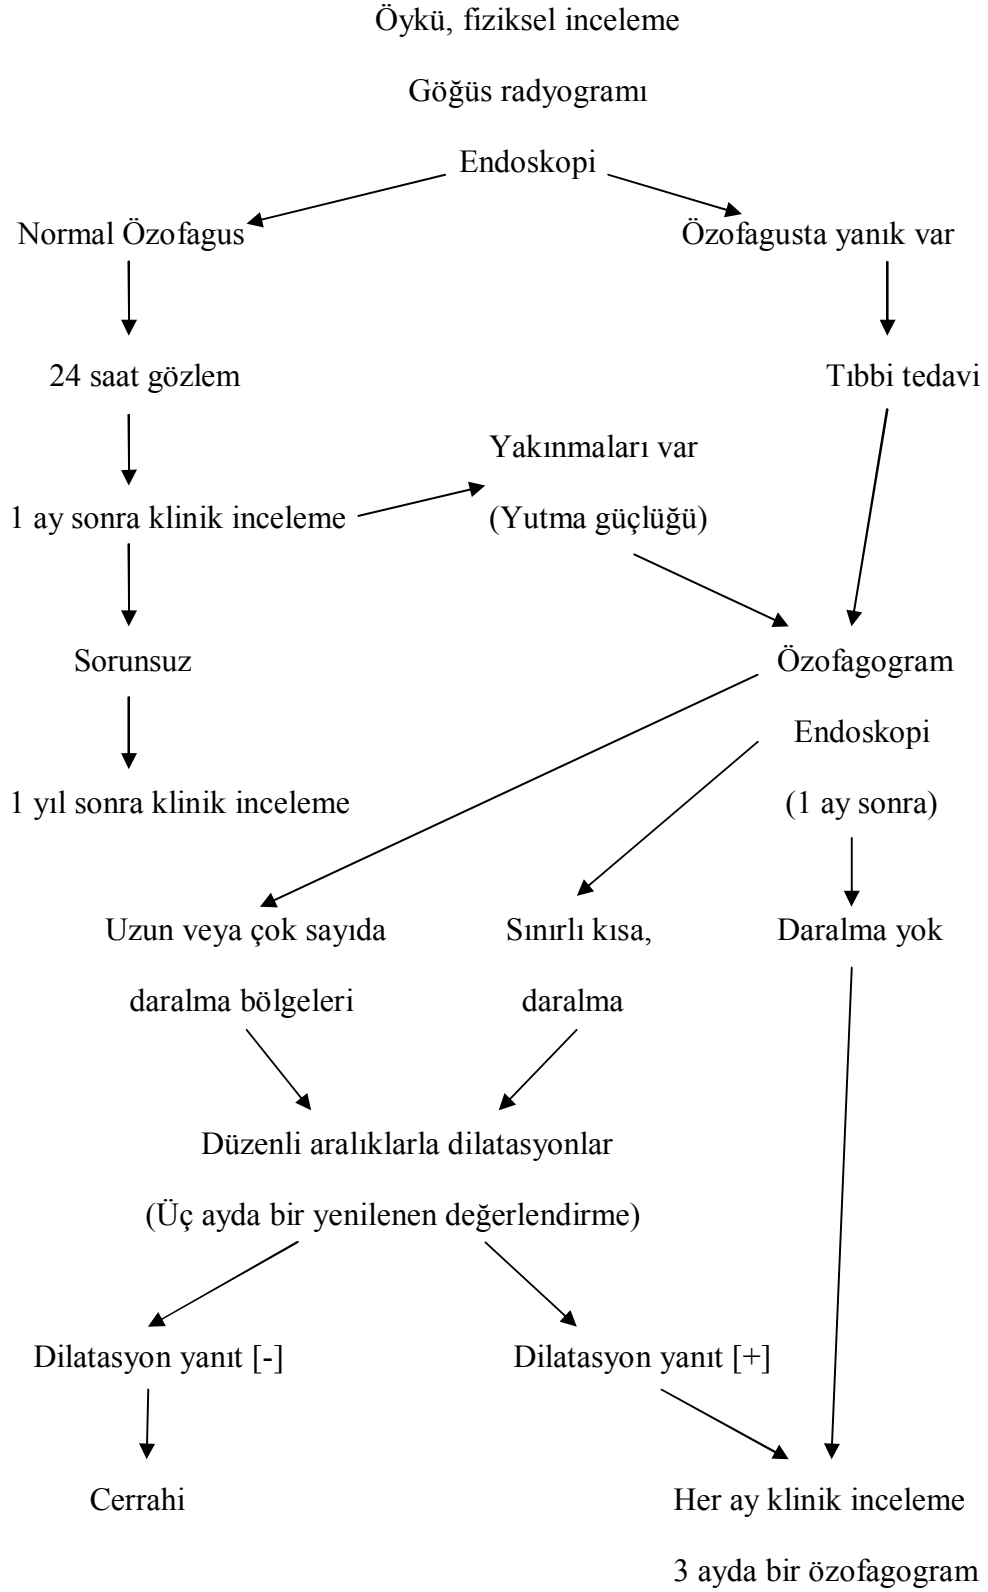 Öykü, fiziksel inceleme
Göğüs radyogramı
Endoskopi
Normal Özofagus
Özofagusta yanık var
24 saat gözlem
Tıbbi tedavi
Yakınmaları var
1 ay sonra klinik inceleme
(Yutma güçlüğü)
Sorunsuz
Özofagogram
Endoskopi
1 yıl sonra klinik inceleme
(1 ay sonra)
Uzun veya çok sayıda
daralma bölgeleri
Sınırlı kısa,
daralma
Daralma yok
Düzenli aralıklarla dilatasyonlar
(Üç ayda bir yenilenen değerlendirme)
Dilatasyon yanıt [-]
Dilatasyon yanıt [+]
Cerrahi
Her ay klinik inceleme
3 ayda bir özofagogram